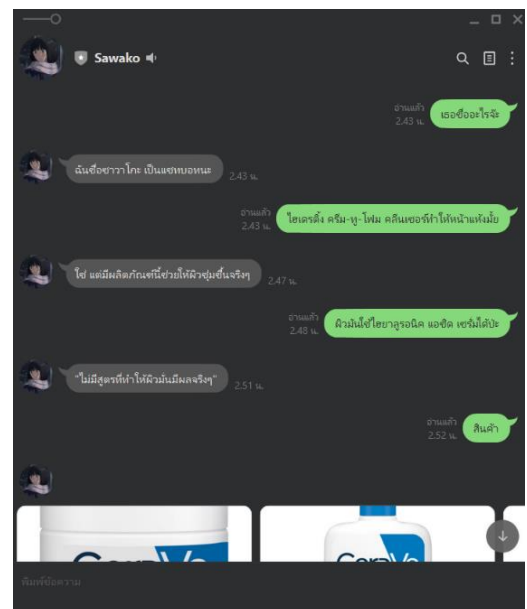 Sawako
อ่านแล้ว
2.43 น.
เธอชื่ออะไรจ๊ะ
ฉันชื่อซาวาโกะ เป็นแชทบอทนะ
2.43 น.
อ่านแล้ว
2.43 น.
ไฮเดรติ้ง ครีม-ทู-โฟม คลีนเซอร์ทำให้หน้าแห้งมั้ย
ใช่ แต่มีผลิตภัณฑ์นี้ช่วยให้ผิวชุ่มชื้นจริงๆ
2.47 น.
อ่านแล้ว
2.48 น.
ผิวมันใช้ไฮยาลูรอนิค แอซิด เซรั่มได้ปะ
"ไม่มีสูตรที่ทำให้ผิวมันมีผลจริงๆ"
2.51 น.
อ่านแล้ว
2.52 น.
สินค้า
CeraVe
พิมพ์ข้อความ